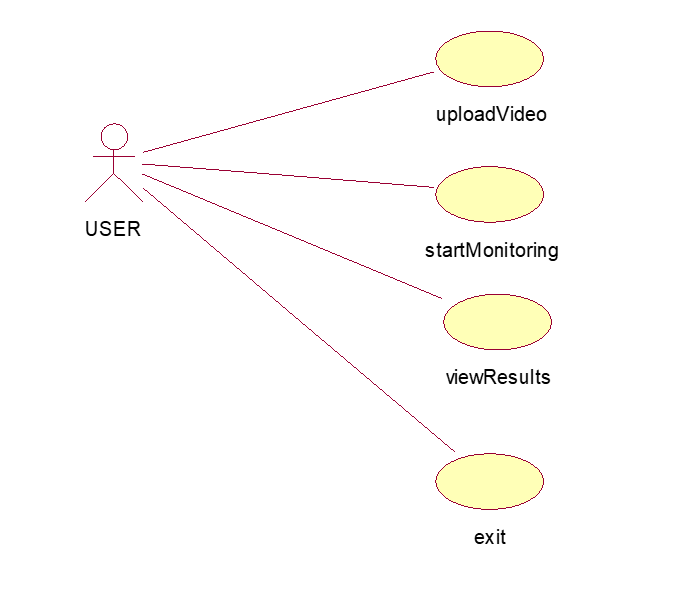 uploadVideo
USER
startMonitoring
viewResults
exit